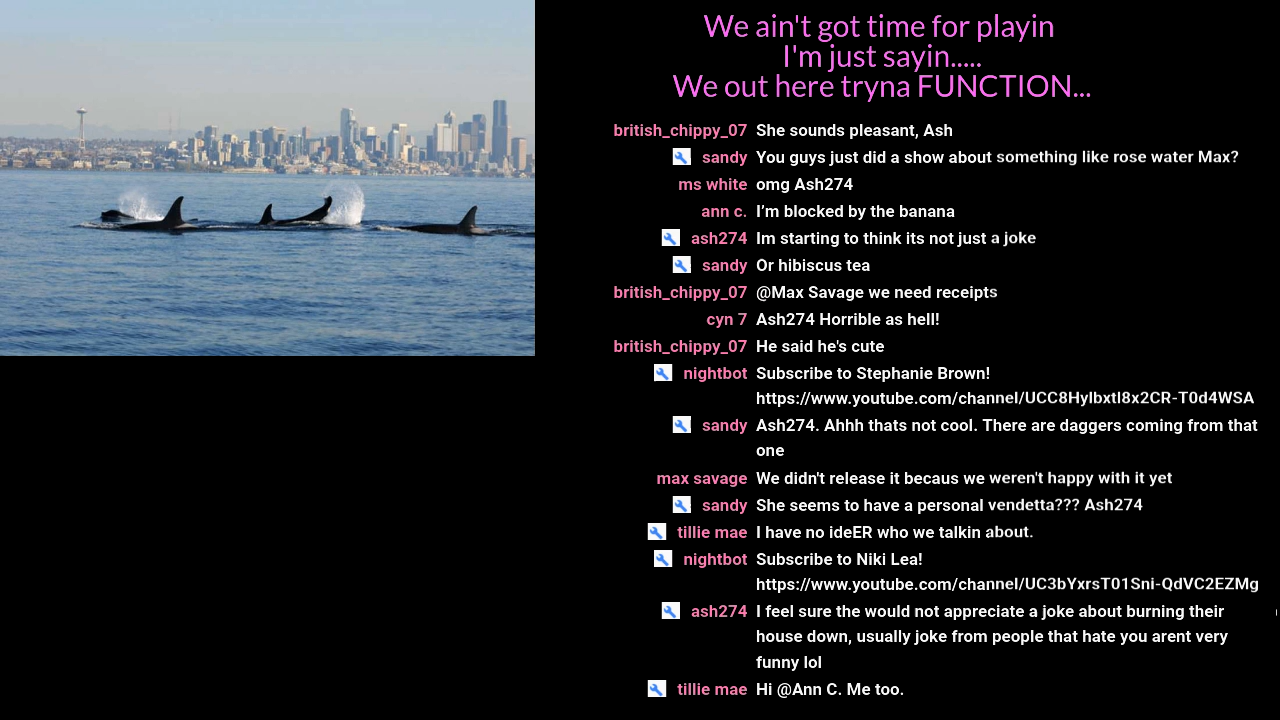 We ain't got time for playin
I'm just sayin.....
We out here tryna FUNCTION...
british_chippy_07 She sounds pleasant, Ash
sandy You guys just did a show about something like rose water Max?
ms white omg Ash274
ann c. I’m blocked by the banana
ash274 Im starting to think its not just a joke
sandy Or hibiscus tea
british_chippy_07 @Max Savage we need receipts
cyn 7 Ash274 Horrible as hell!
british_chippy_07 He said he's cute
nightbot Subscribe to Stephanie Brown!
https://www.youtube.com/channel/UCC8Hylbxtl8x2CR-T0d4WSA
sandy Ash274. Ahhh thats not cool. There are daggers coming from that
one
max savage We didn't release it becaus we weren't happy with it yet
sandy She seems to have a personal vendetta??? Ash274
tillie mae I have no ideER who we talkin about.
nightbot Subscribe to Niki Lea!
https://www.youtube.com/channel/UC3bYxrsT01Sni-QdVC2EZMg
ash274 I feel sure the would not appreciate a joke about burning their
house down, usually joke from people that hate you arent very
funny lol
tillie mae Hi @Ann C. Me too.